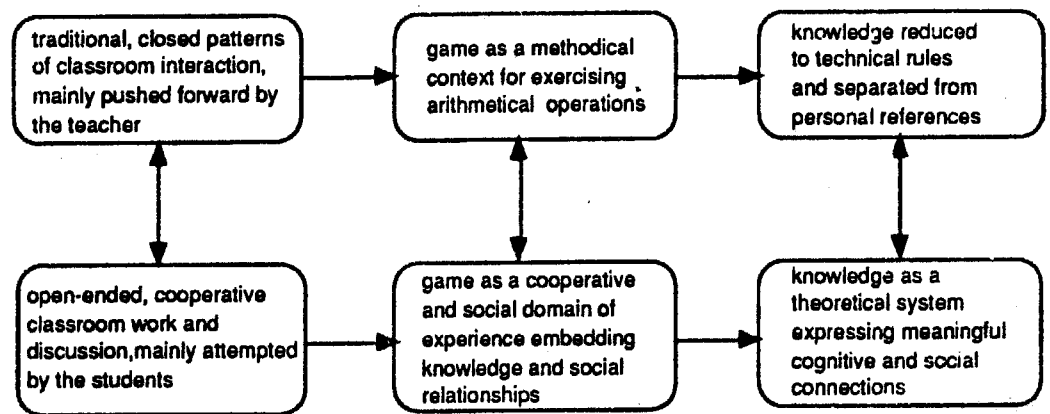 traditional, closed patterns
of classroom interaction,
mainly pushed forward by
the teacher
game as a methodical
context for exercising
arithmetical operations
knowledge reduced
to technical rules
and separated from
personal references
open-ended, cooperative
classroom work and
discussion,mainly attempted
by the students
game as a cooperative
and social domain of
experience embedding
knowledge and social
relationships
knowledge as a
theoretical system
expressing meaningful
cognitive and social
connections